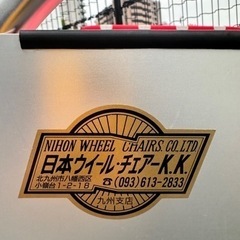 NIHON WHEEL CHAIRS.CO.LTD
日本ウイール・チェアーK.K.
北九州市八幡西区
小嶺台1-2-18
☎(093)613-2833
九州支店